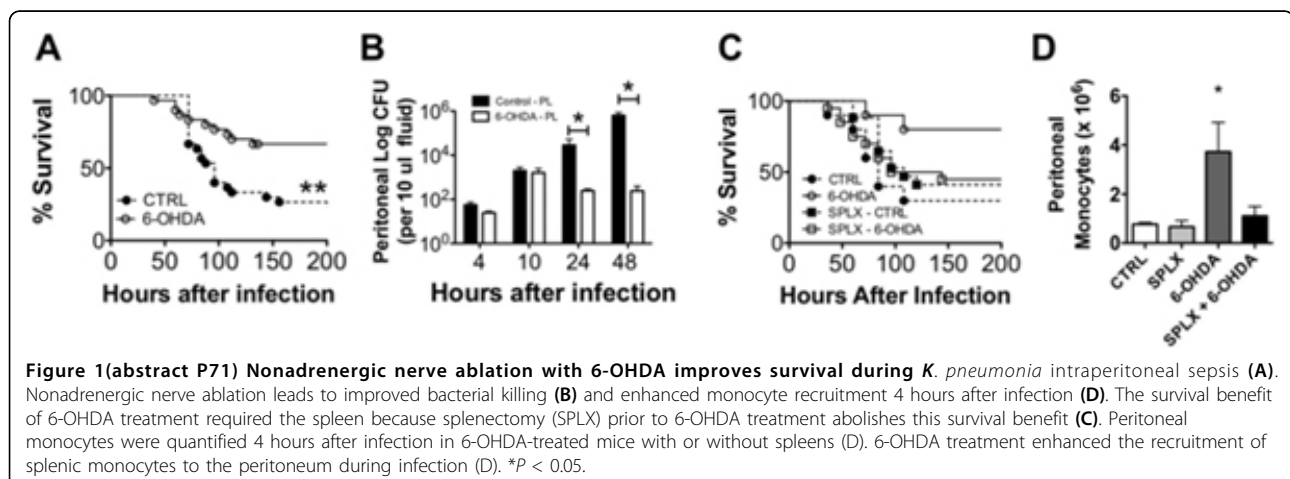 A
% Survival
100
50
0
CTRL
6-OHDA
**
0 50 100 150 200
Hours after infection
B
Peritoneal Log CFU
(per 10 ul fluid)
10^6
10^4
10^2
10^0
Control - PL
6-OHDA - PL
*
*
4 10 24 48
Hours after infection
C
% Survival
100
50
0
CTRL
6-OHDA
SPLX - CTRL
SPLX - 6-OHDA
0 50 100 150 200
Hours After Infection
D
Peritoneal
Monocytes (x 10^6)
6
4
2
0
*
CTRL
SPLX
6-OHDA
SPLX + 6-OHDA
Figure 1(abstract P71) Nonadrenergic nerve ablation with 6-OHDA improves survival during K. pneumonia intraperitoneal sepsis (A).
Nonadrenergic nerve ablation leads to improved bacterial killing (B) and enhanced monocyte recruitment 4 hours after infection (D). The survival benefit
of 6-OHDA treatment required the spleen because splenectomy (SPLX) prior to 6-OHDA treatment abolishes this survival benefit (C). Peritoneal
monocytes were quantified 4 hours after infection in 6-OHDA-treated mice with or without spleens (D). 6-OHDA treatment enhanced the recruitment of
splenic monocytes to the peritoneum during infection (D). *P < 0.05.